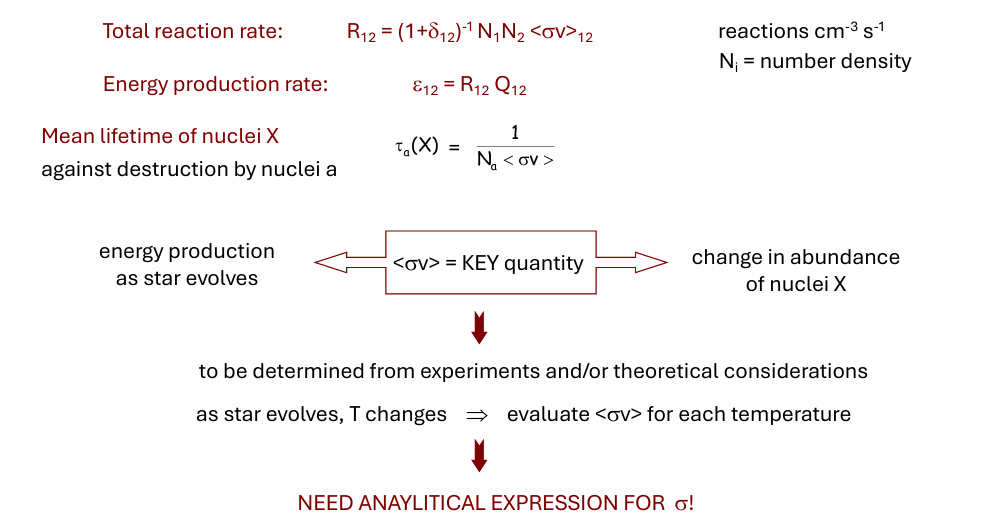 Total reaction rate: R₁₂ = (1+δ₁₂)⁻¹ N₁N₂ <σv>₁₂ reactions cm⁻³ s⁻¹
Nᵢ = number density
Energy production rate: ε₁₂ = R₁₂ Q₁₂
Mean lifetime of nuclei X
against destruction by nuclei a
τₐ(X) = 1 / Nₐ < σv >
energy production
as star evolves
<σv> = KEY quantity
change in abundance
of nuclei X
to be determined from experiments and/or theoretical considerations
as star evolves, T changes ⇒ evaluate <σv> for each temperature
NEED ANAYLITICAL EXPRESSION FOR σ!